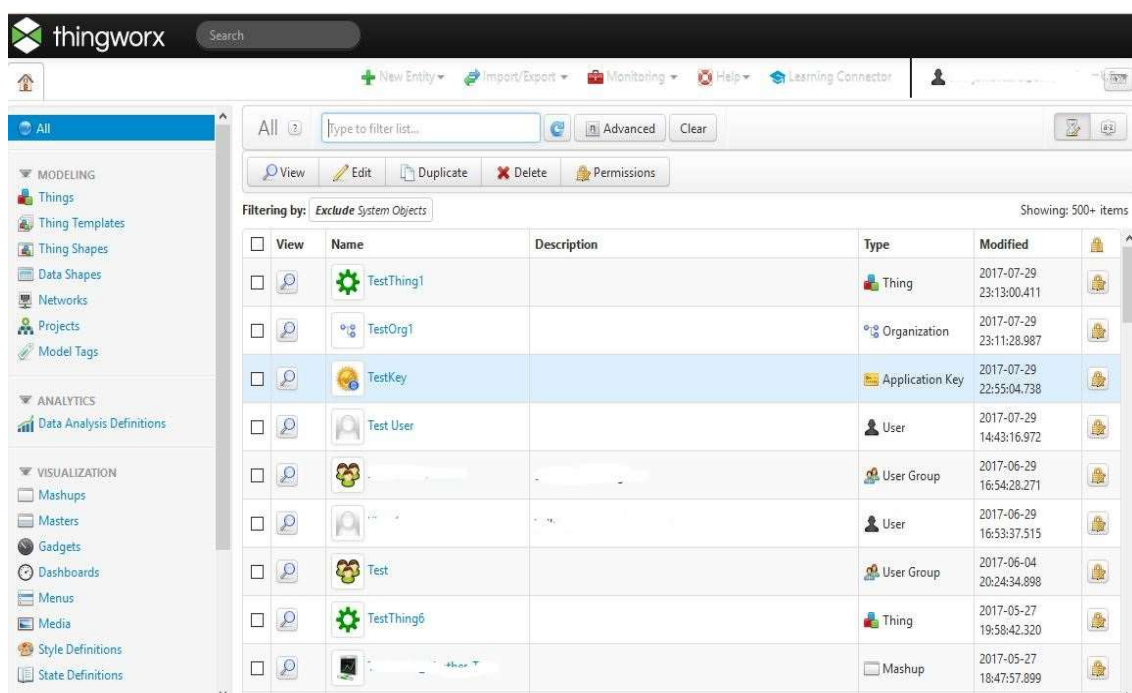 thingworx
Search
New Entity
Import/Export
Monitoring
Help
Learning Connector
All
MODELING
Things
Thing Templates
Thing Shapes
Data Shapes
Networks
Projects
Model Tags
ANALYTICS
Data Analysis Definitions
VISUALIZATION
Mashups
Masters
Gadgets
Dashboards
Menus
Media
Style Definitions
State Definitions
All ? Type to filter list... Advanced Clear
View Edit Duplicate Delete Permissions
Filtering by: Exclude System Objects Showing: 500+ items
View Name Description Type Modified
TestThing1 Thing 2017-07-29
23:13:00.411
TestOrg1 Organization 2017-07-29
23:11:28.987
TestKey Application Key 2017-07-29
22:55:04.738
Test User User 2017-07-29
14:43:16.972
User Group 2017-06-29
16:54:28.271
User 2017-06-29
16:53:37.515
Test User Group 2017-06-04
20:24:34.898
TestThing6 Thing 2017-05-27
19:58:42.320
Mashup 2017-05-27
18:47:57.899